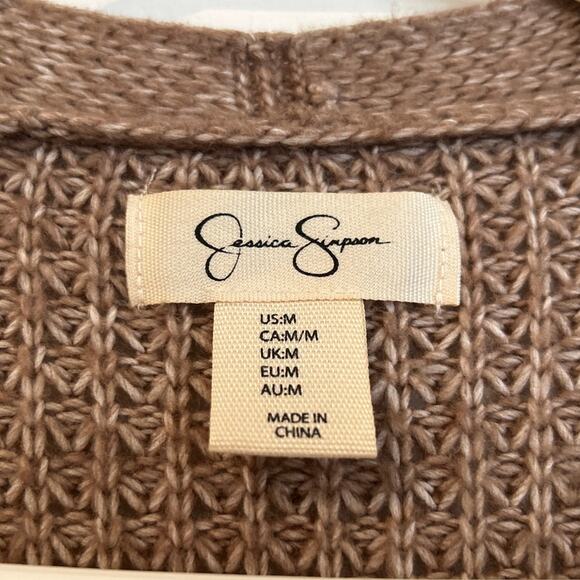 Jessica Simpson
US:M
CA:M/M
UK:M
EU:M
AU:M
MADE IN
CHINA